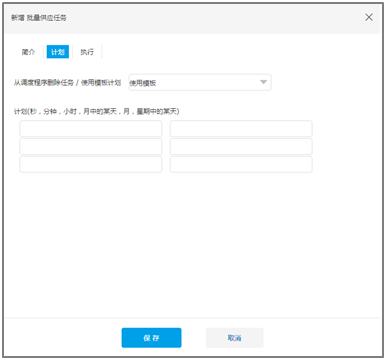 新增 批量供应任务
简介 计划 执行
从调度程序删除任务 / 使用模板计划 使用模板
计划(秒，分钟，小时，月中的某天，月，星期中的某天)
保存 取消